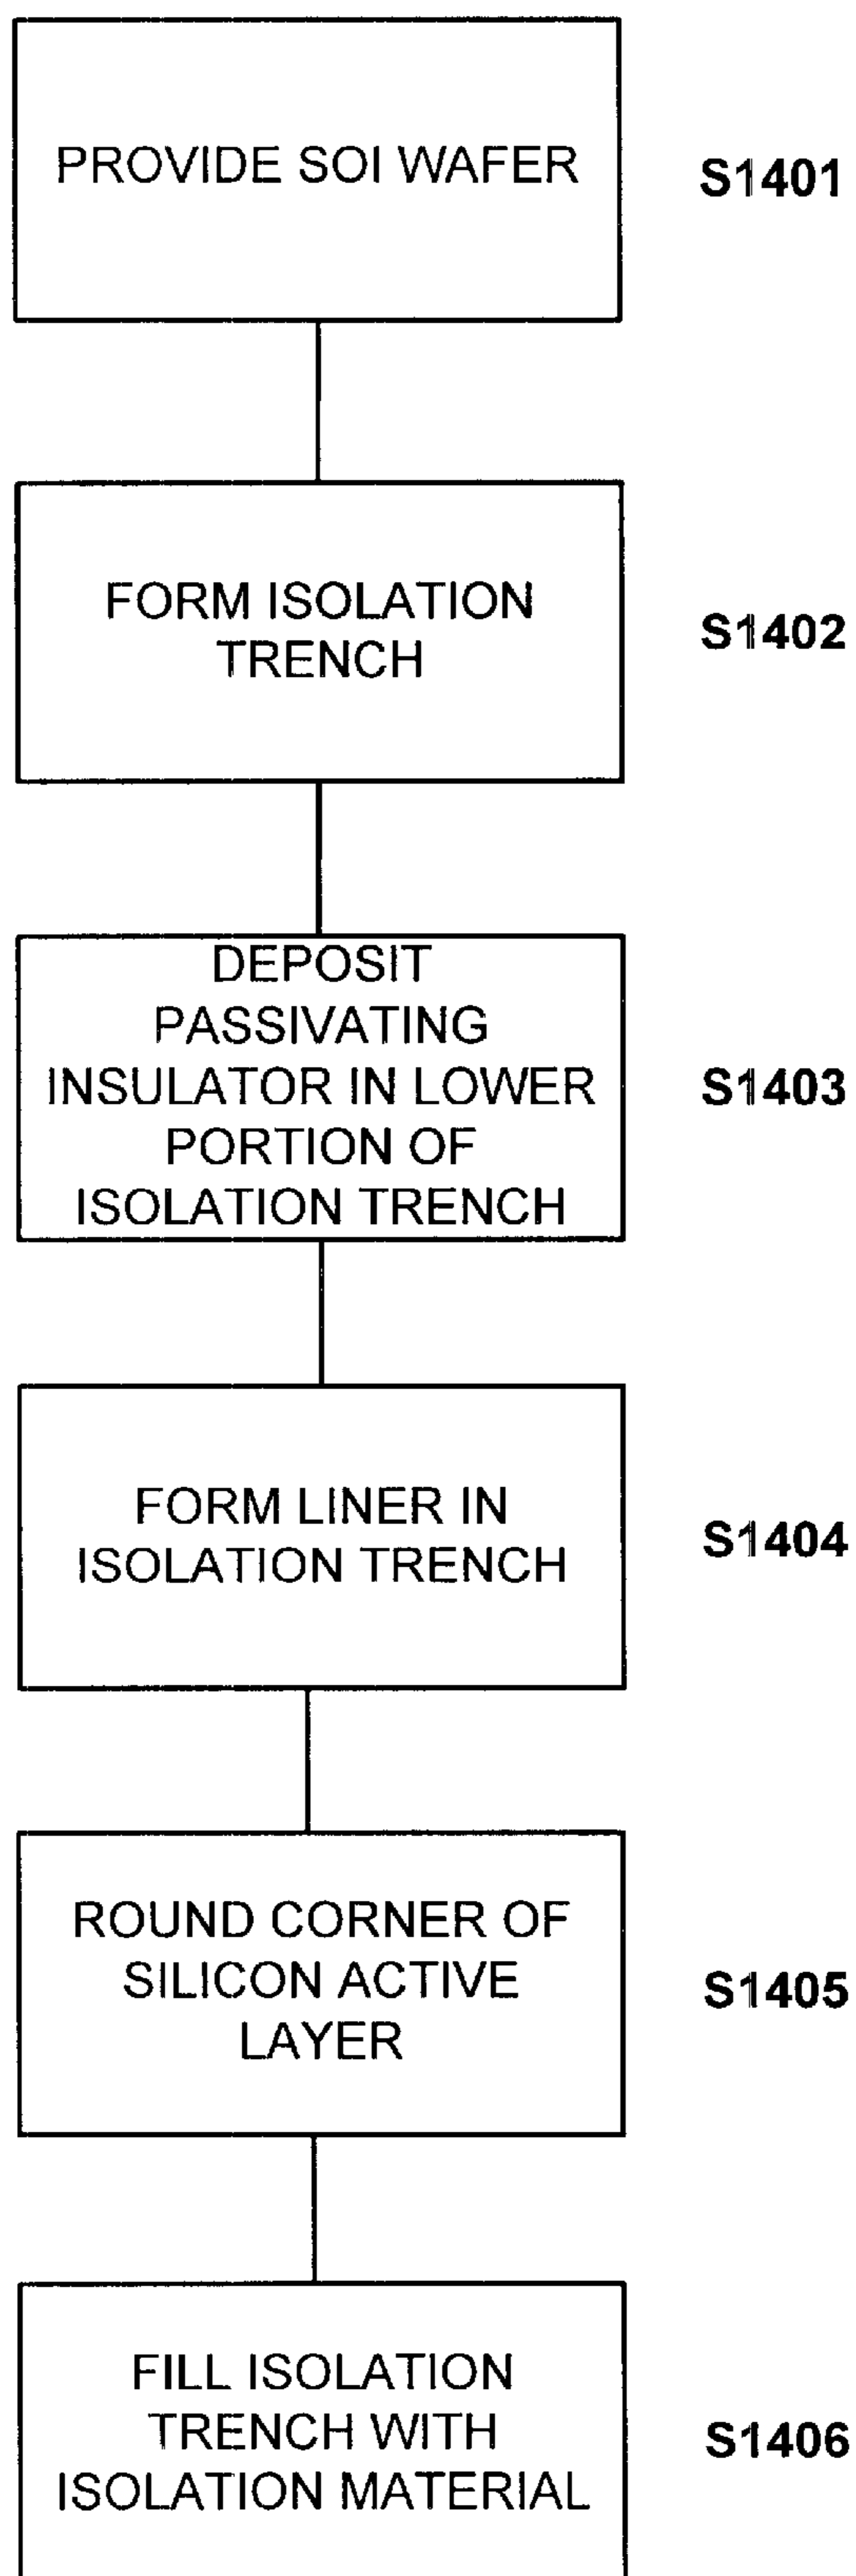 PROVIDE SOI WAFER
S1401
FORM ISOLATION
TRENCH
S1402
DEPOSIT
PASSIVATING
INSULATOR IN LOWER
PORTION OF
ISOLATION TRENCH
S1403
FORM LINER IN
ISOLATION TRENCH
S1404
ROUND CORNER OF
SILICON ACTIVE
LAYER
S1405
FILL ISOLATION
TRENCH WITH
ISOLATION MATERIAL
S1406